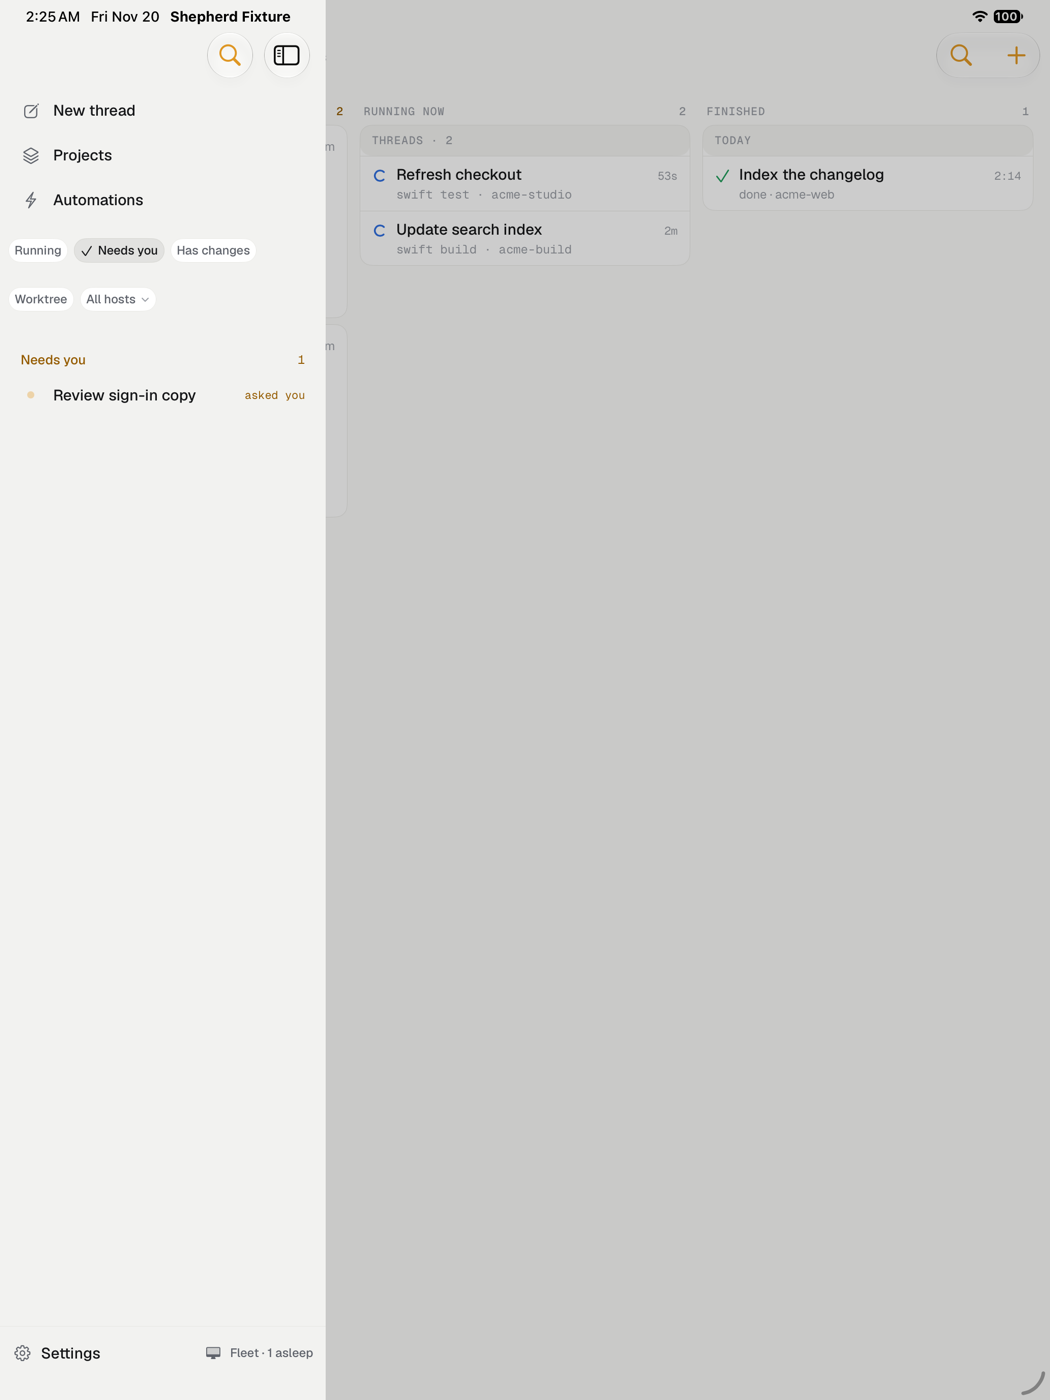 2:25 AM Fri Nov 20 Shepherd Fixture
100
New thread
Projects
Automations
Running
Needs you
Has changes
Worktree
All hosts
Needs you 1
Review sign-in copy asked you
Settings
Fleet · 1 asleep
2
m
m
RUNNING NOW 2
THREADS · 2
Refresh checkout 53s
swift test · acme-studio
Update search index 2m
swift build · acme-build
FINISHED 1
TODAY
Index the changelog 2:14
done · acme-web